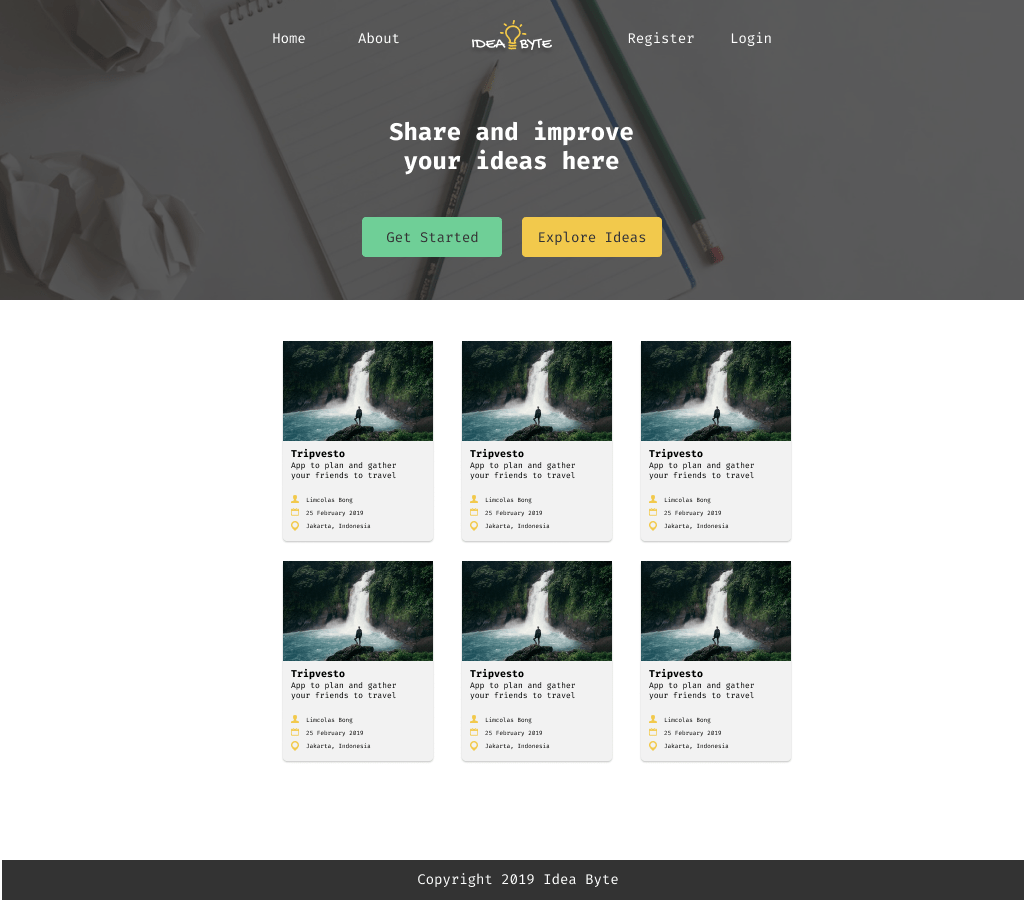 Home About IDEA BYTE Register Login
Share and improve
your ideas here
Get Started Explore Ideas
Tripvesto Tripvesto Tripvesto
App to plan and gather App to plan and gather App to plan and gather
your friends to travel your friends to travel your friends to travel
Limcolas Bong Limcolas Bong Limcolas Bong
25 February 2019 25 February 2019 25 February 2019
Jakarta, Indonesia Jakarta, Indonesia Jakarta, Indonesia
Tripvesto Tripvesto Tripvesto
App to plan and gather App to plan and gather App to plan and gather
your friends to travel your friends to travel your friends to travel
Limcolas Bong Limcolas Bong Limcolas Bong
25 February 2019 25 February 2019 25 February 2019
Jakarta, Indonesia Jakarta, Indonesia Jakarta, Indonesia
Copyright 2019 Idea Byte